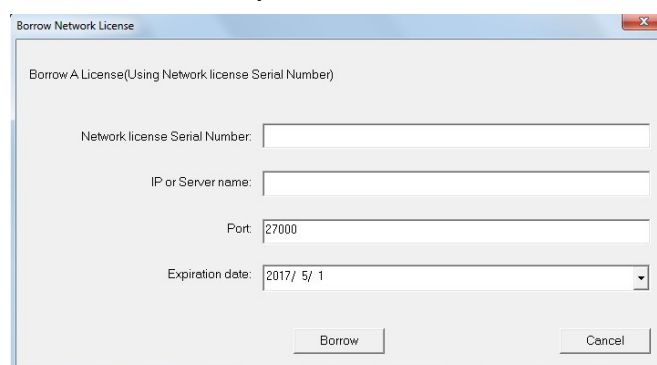 Borrow Network License
Borrow A License(Using Network license Serial Number)
Network license Serial Number:
IP or Server name:
Port: 27000
Expiration date: 2017/ 5/ 1
Borrow Cancel